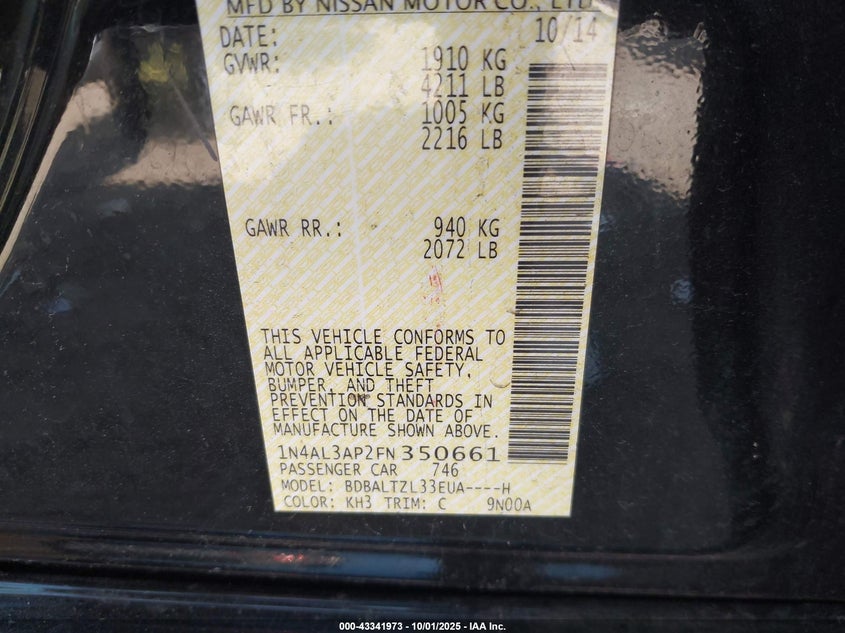 MFD BY NISSAN MOTOR CO., LTD
DATE: 10/14
GVWR: 1910 KG
4211 LB
GAWR FR.: 1005 KG
2216 LB
GAWR RR.: 940 KG
2072 LB
THIS VEHICLE CONFORMS TO
ALL APPLICABLE FEDERAL
MOTOR VEHICLE SAFETY,
BUMPER, AND THEFT
PREVENTION STANDARDS IN
EFFECT ON THE DATE OF
MANUFACTURE SHOWN ABOVE.
1N4AL3AP2FN350661
PASSENGER CAR 746
MODEL: BDBALTZL33EUA----H
COLOR: KH3 TRIM: C 9N00A
000-43341973 - 10/01/2025 - IAA Inc.